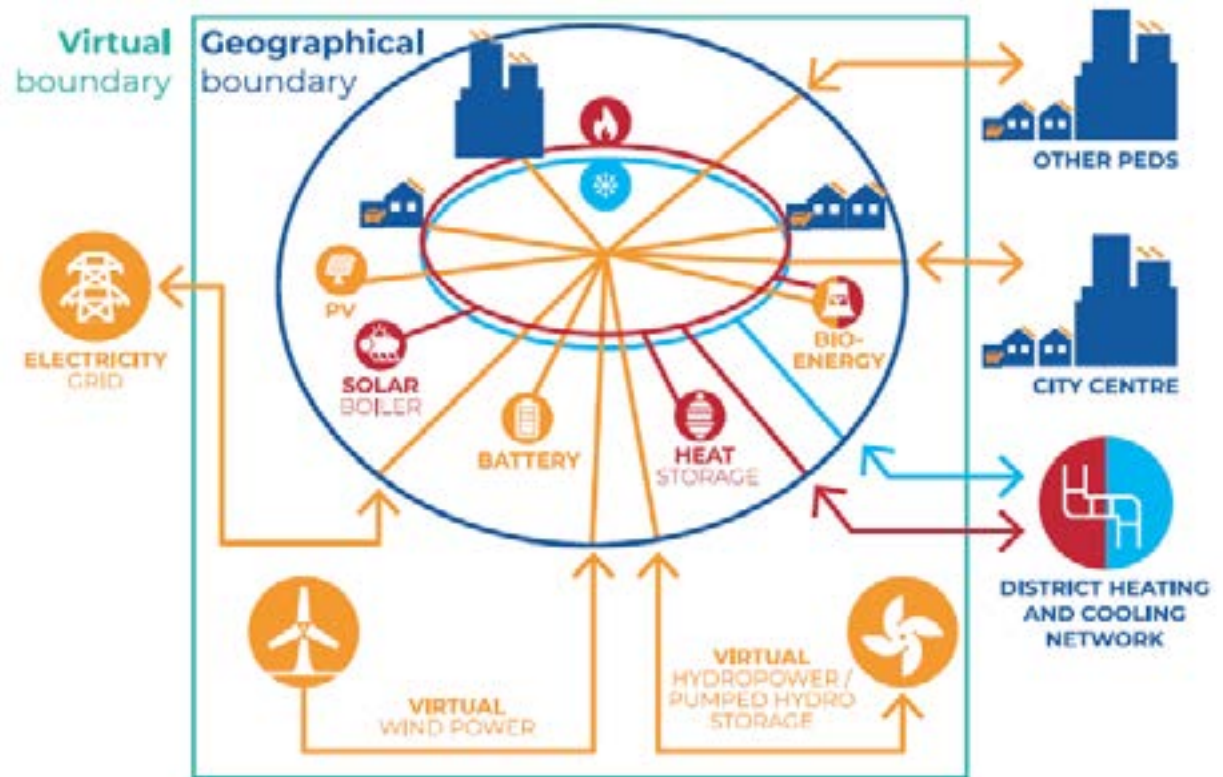 Virtual
boundary
Geographical
boundary
OTHER PEDS
ELECTRICITY
GRID
PV
SOLAR
BOILER
BATTERY
HEAT
STORAGE
BIO-
ENERGY
CITY CENTRE
DISTRICT HEATING
AND COOLING
NETWORK
VIRTUAL
WIND POWER
VIRTUAL
HYDROPOWER /
PUMPED HYDRO
STORAGE